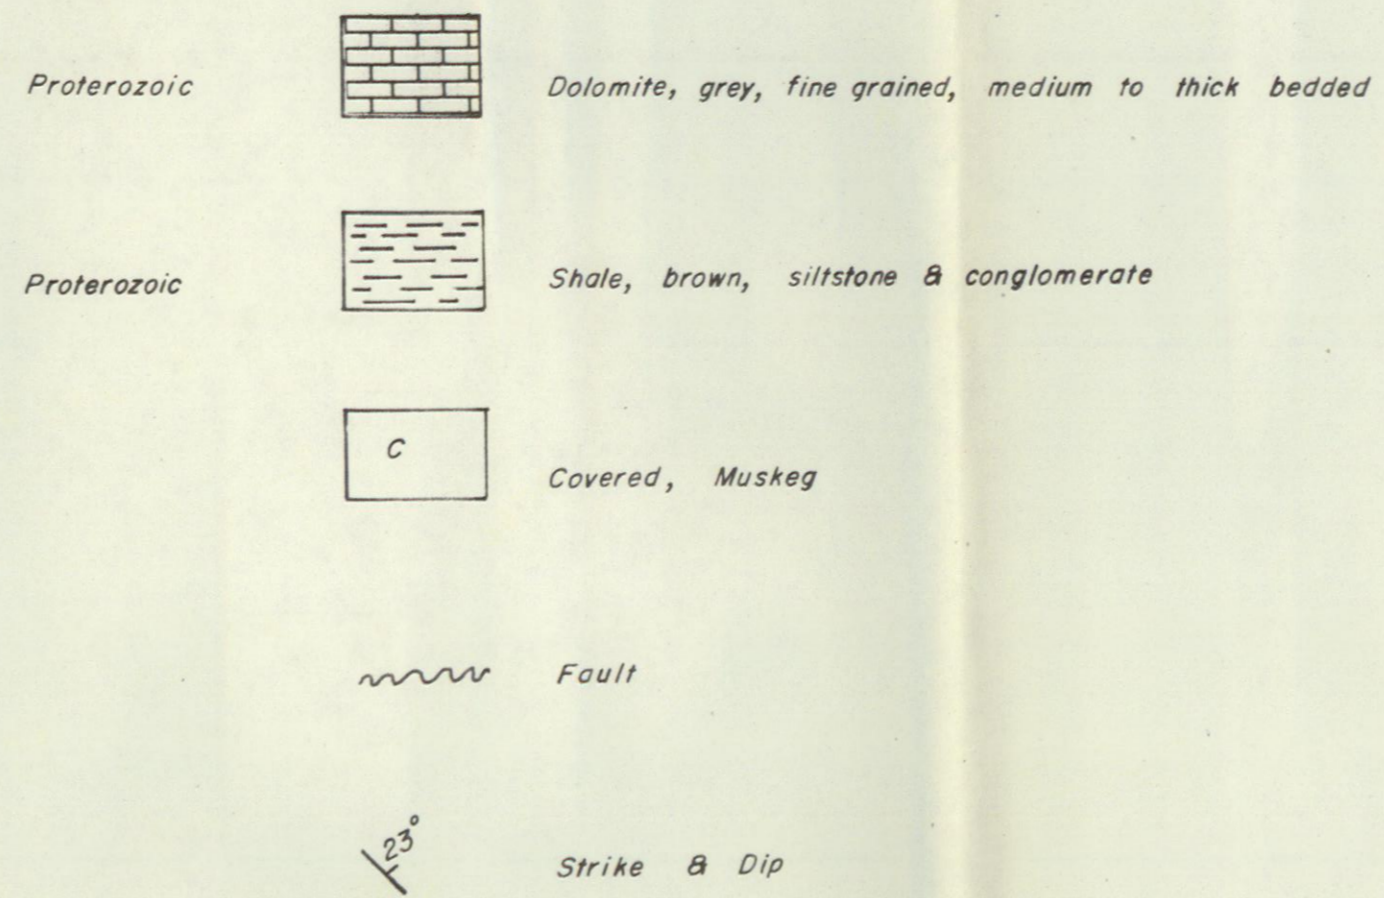 Proterozoic Dolomite, grey, fine grained, medium to thick bedded
Proterozoic Shale, brown, siltstone & conglomerate
C Covered, Muskeg
Fault
23° Strike & Dip